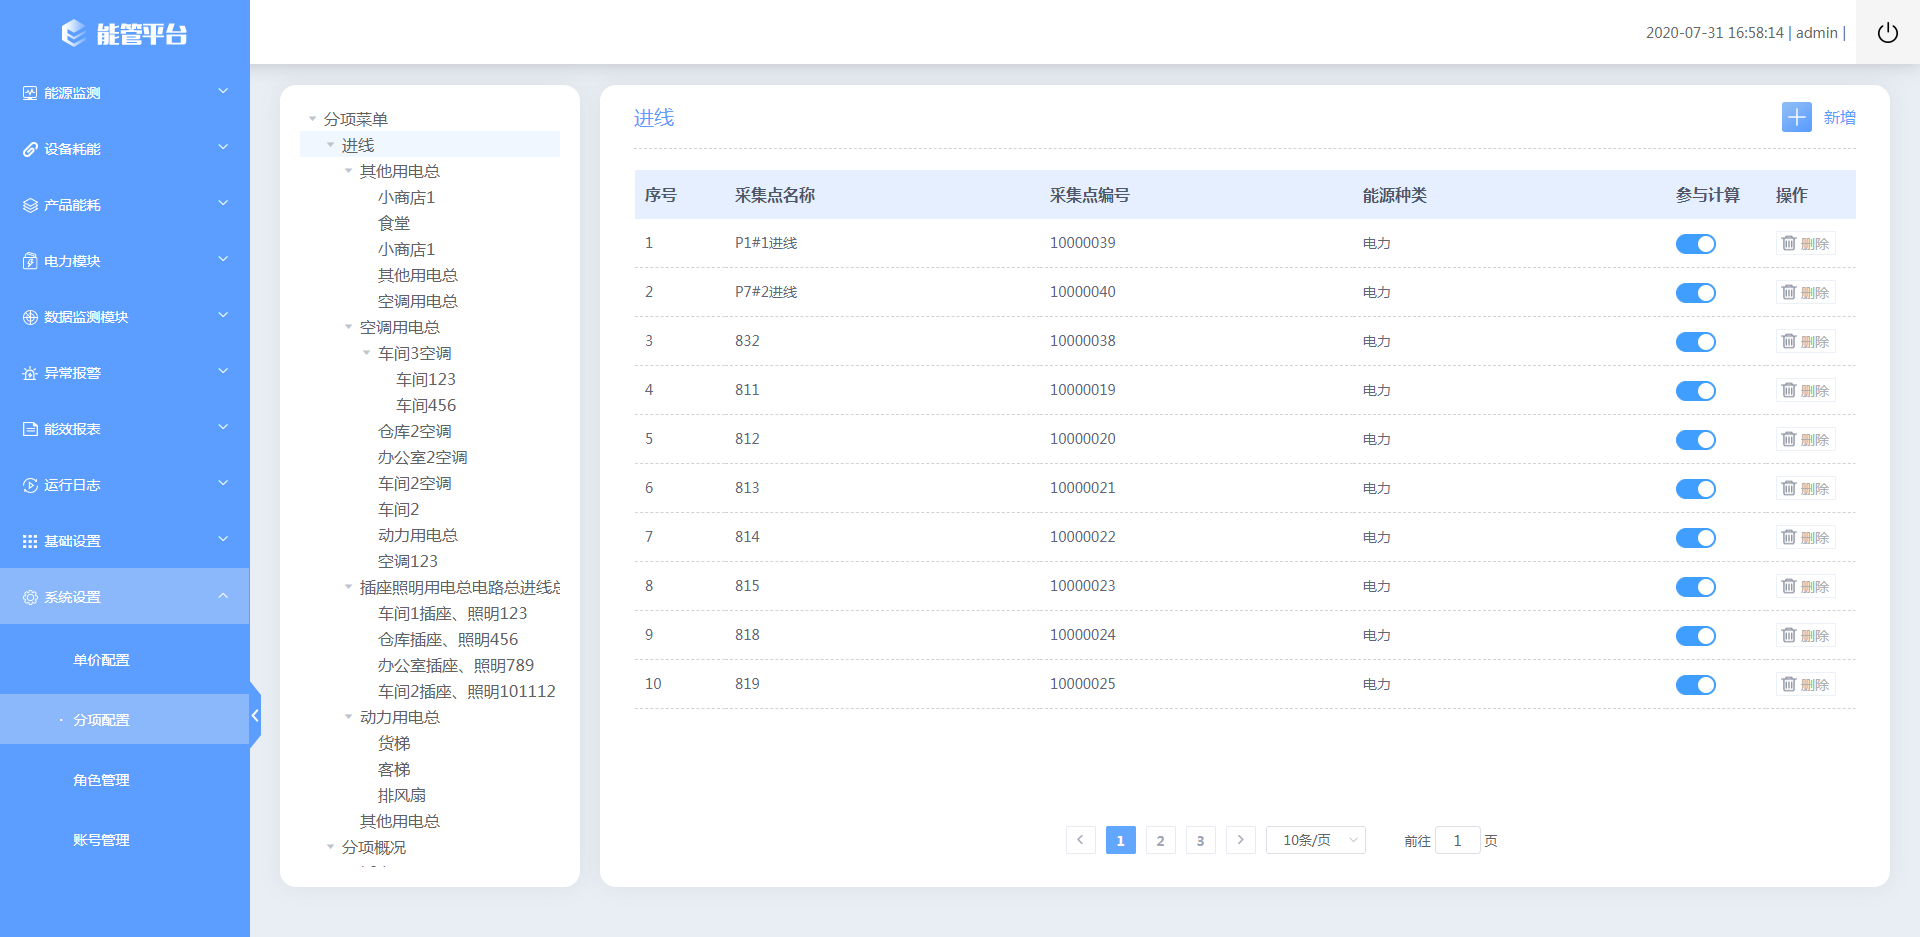 能管平台
2020-07-31 16:58:14 | admin |
能源监测
设备耗能
产品能耗
电力模块
数据监测模块
异常报警
能效报表
运行日志
基础设置
系统设置
单价配置
· 分项配置
角色管理
账号管理
分项菜单
进线
其他用电总
小商店1
食堂
小商店1
其他用电总
空调用电总
空调用电总
车间3空调
车间123
车间456
仓库2空调
办公室2空调
车间2空调
车间2
动力用电总
空调123
插座照明用电总电路总进线总
车间1插座、照明123
仓库插座、照明456
办公室插座、照明789
车间2插座、照明101112
动力用电总
货梯
客梯
排风扇
其他用电总
分项概况
进线
新增
序号 采集点名称 采集点编号 能源种类 参与计算 操作
1 P1#1进线 10000039 电力 删除
2 P7#2进线 10000040 电力 删除
3 832 10000038 电力 删除
4 811 10000019 电力 删除
5 812 10000020 电力 删除
6 813 10000021 电力 删除
7 814 10000022 电力 删除
8 815 10000023 电力 删除
9 818 10000024 电力 删除
10 819 10000025 电力 删除
1 2 3 10条/页 前往 1 页